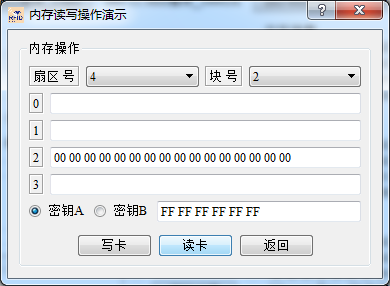 RFID 内存读写操作演示
内存操作
扇区号 4 块号 2
0
1
2 00 00 00 00 00 00 00 00 00 00 00 00 00 00 00 00
3
密钥A 密钥B FF FF FF FF FF FF
写卡 读卡 返回